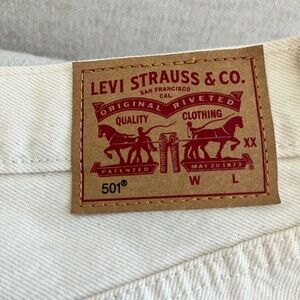 LEVI STRAUSS & CO.
SAN FRANCISCO
CAL.
ORIGINAL RIVETED
QUALITY CLOTHING
XX
PATENTED MAY 20 1873
501® W L